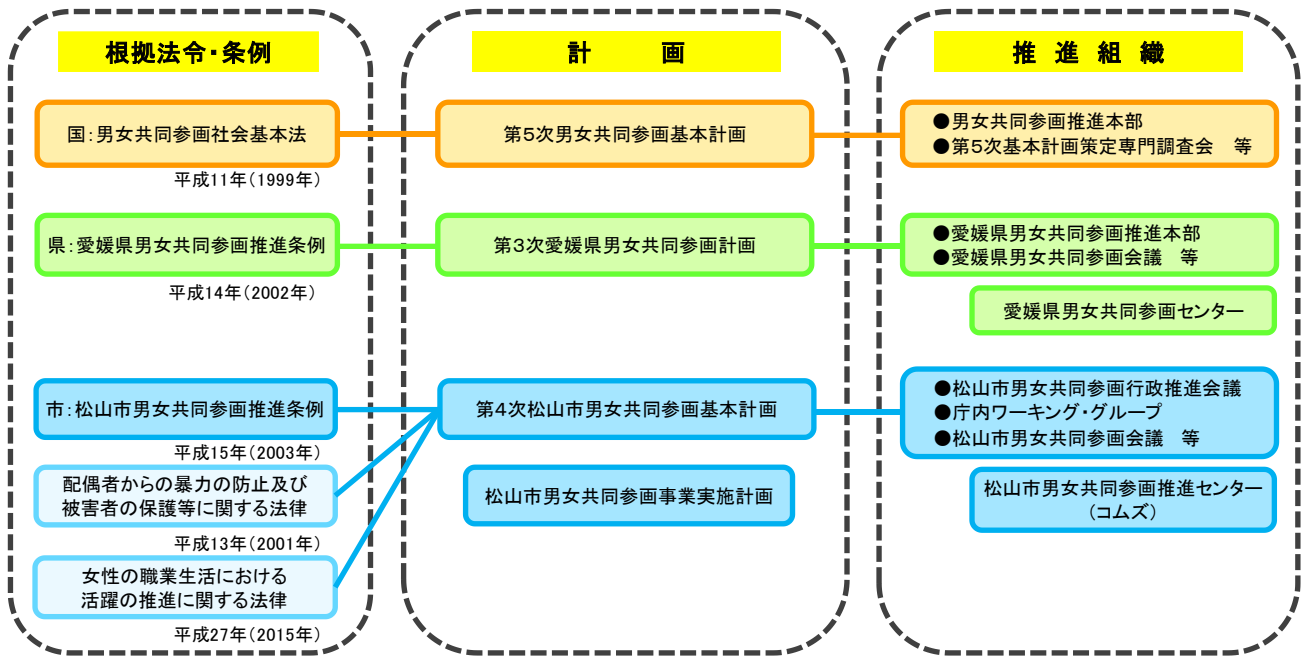 根拠法令・条例
国:男女共同参画社会基本法
平成11年(1999年)
県:愛媛県男女共同参画推進条例
平成14年(2002年)
市:松山市男女共同参画推進条例
平成15年(2003年)
配偶者からの暴力の防止及び
被害者の保護等に関する法律
平成13年(2001年)
女性の職業生活における
活躍の推進に関する法律
平成27年(2015年)
計　画
第5次男女共同参画基本計画
第3次愛媛県男女共同参画計画
第4次松山市男女共同参画基本計画
松山市男女共同参画事業実施計画
推 進 組 織
●男女共同参画推進本部
●第5次基本計画策定専門調査会　等
●愛媛県男女共同参画推進本部
●愛媛県男女共同参画会議　等
愛媛県男女共同参画センター
●松山市男女共同参画行政推進会議
●庁内ワーキング・グループ
●松山市男女共同参画会議　等
松山市男女共同参画推進センター
(コムズ)